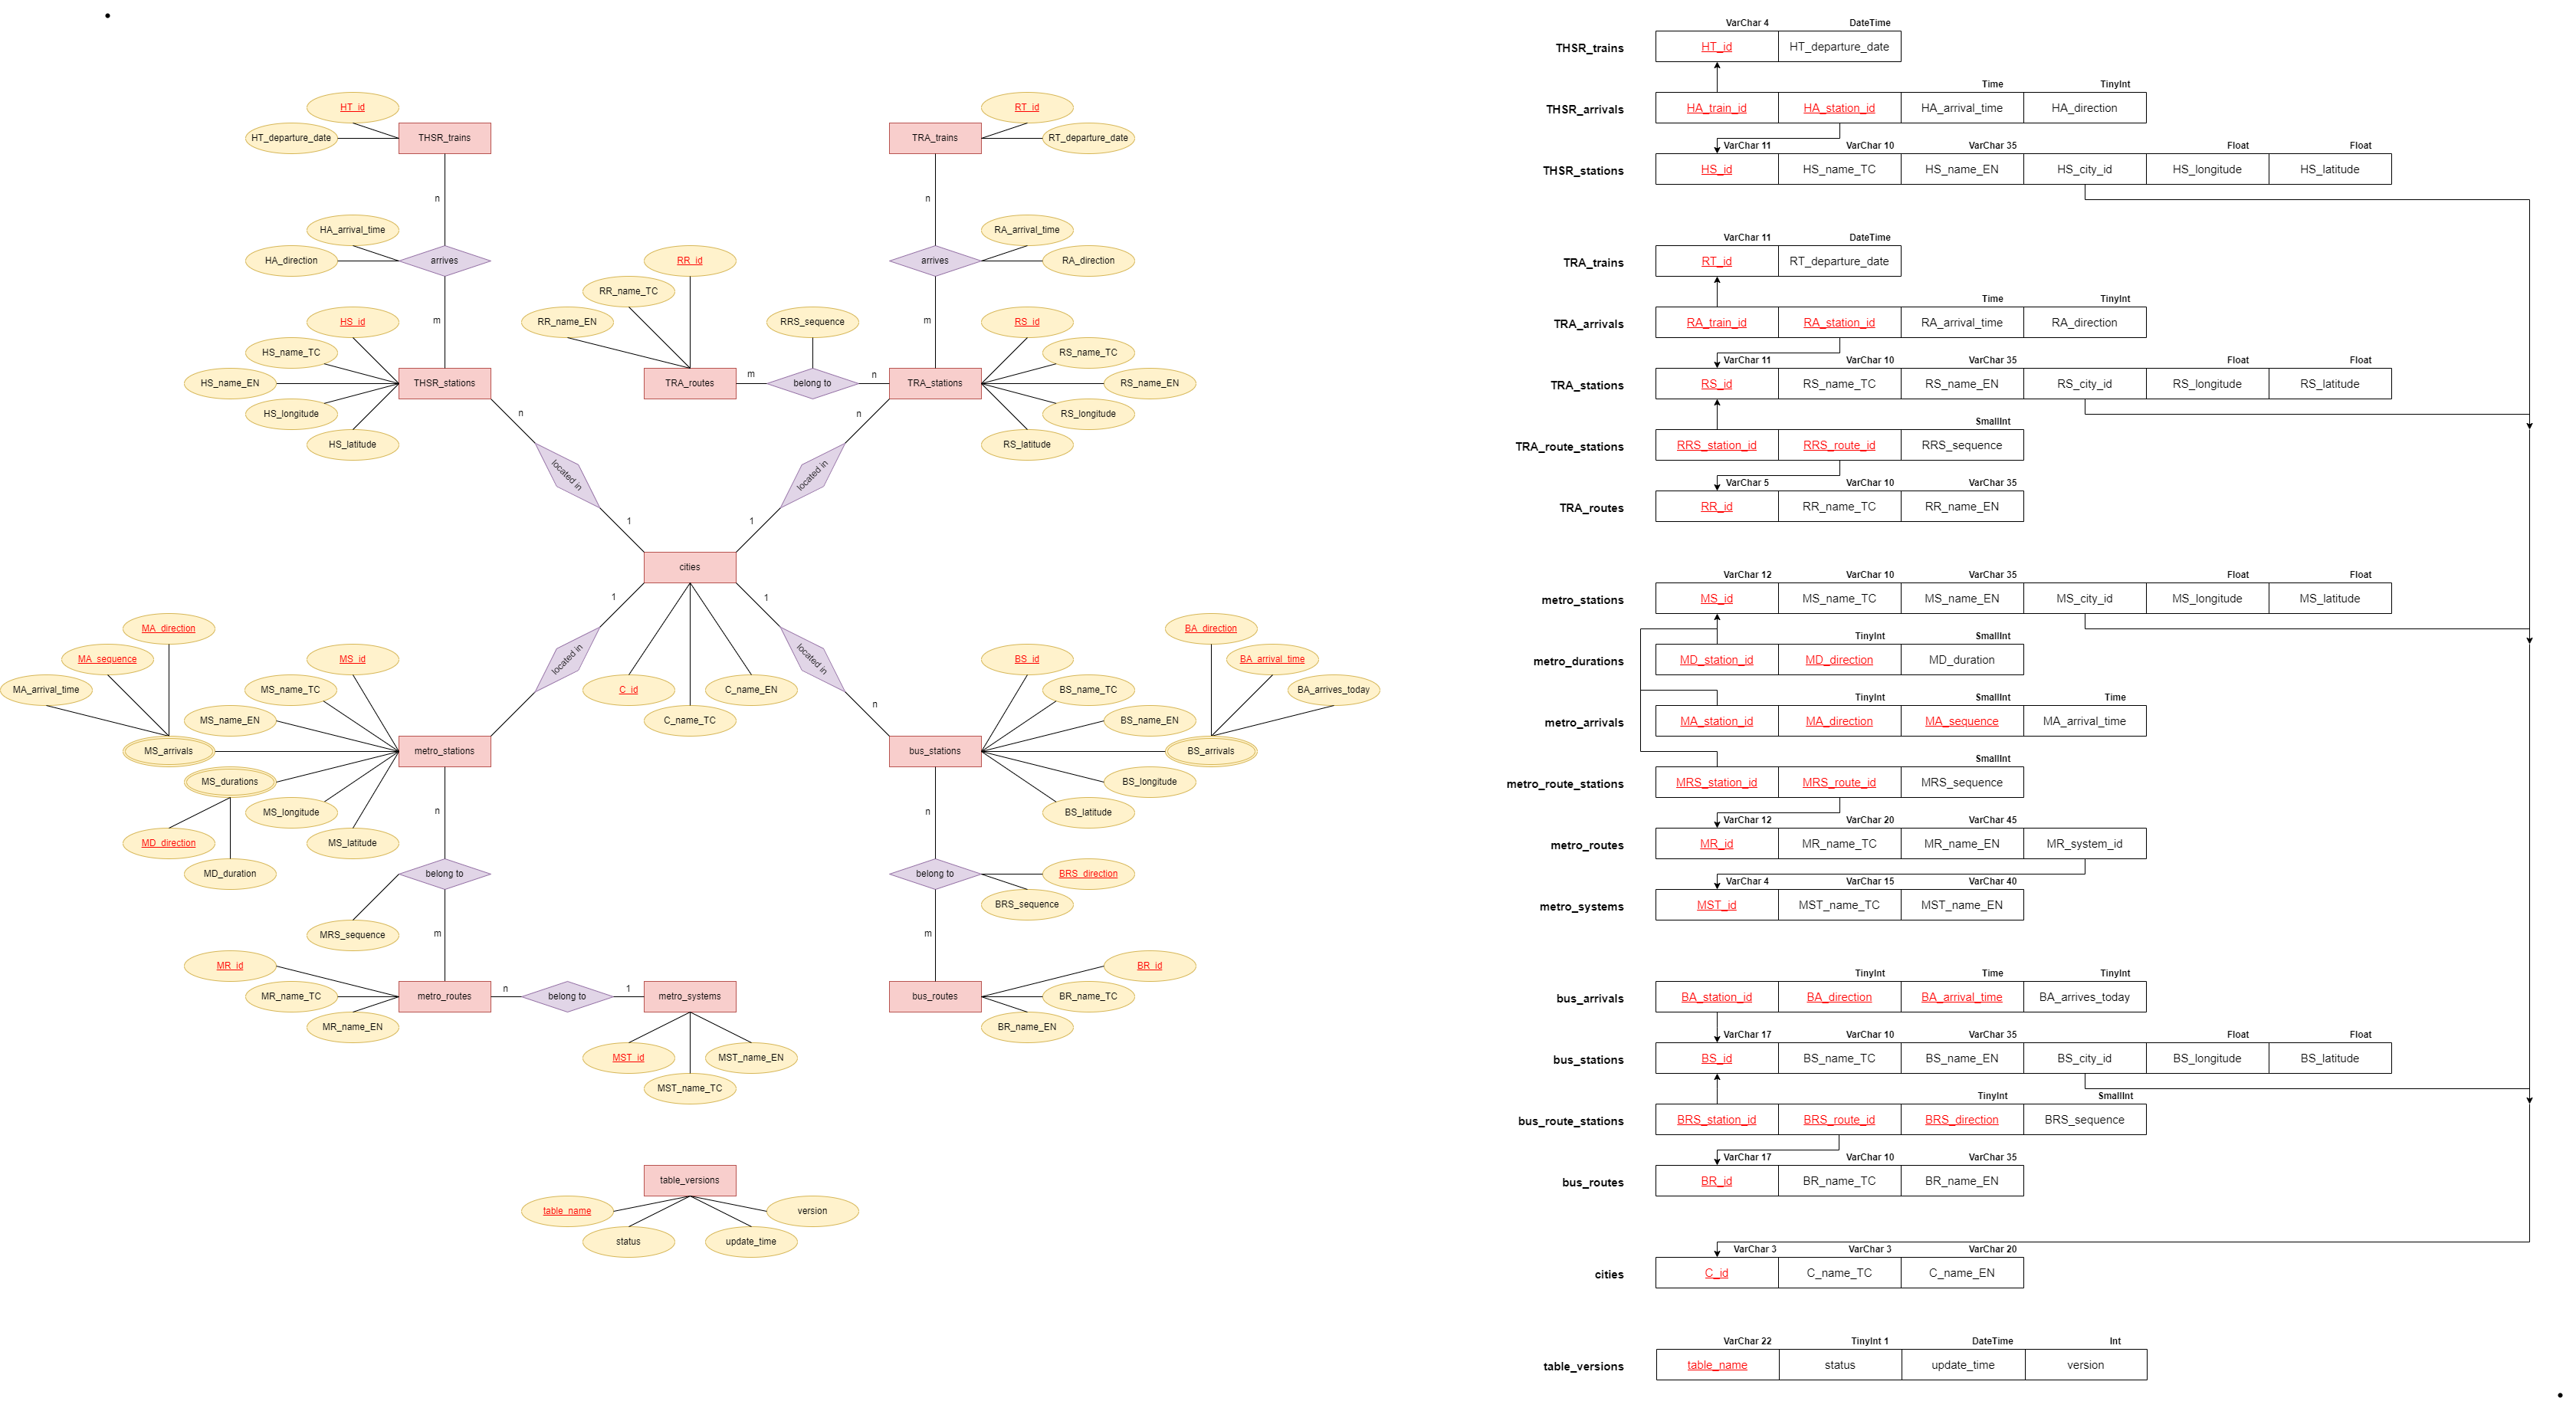 HT_id
HT_departure_date
THSR_trains
n
HA_arrival_time
HA_direction
arrives
m
HS_id
HS_name_TC
HS_name_EN
HS_longitude
HS_latitude
THSR_stations
n
located in
1
RT_id
RT_departure_date
TRA_trains
n
RA_arrival_time
RA_direction
arrives
m
RR_id
RR_name_TC
RR_name_EN
TRA_routes
m
RRS_sequence
belong to
n
TRA_stations
RS_id
RS_name_TC
RS_name_EN
RS_longitude
RS_latitude
n
located in
1
cities
C_id
C_name_TC
C_name_EN
1
located in
1
located in
n
MA_direction
MA_sequence
MA_arrival_time
MS_arrivals
MS_id
MS_name_TC
MS_name_EN
metro_stations
MS_durations
MS_longitude
MS_latitude
MD_direction
MD_duration
n
belong to
MRS_sequence
m
MR_id
MR_name_TC
MR_name_EN
metro_routes
n
belong to
1
metro_systems
MST_id
MST_name_TC
MST_name_EN
BS_id
BS_name_TC
BS_name_EN
bus_stations
BA_direction
BA_arrival_time
BA_arrives_today
BS_arrivals
BS_longitude
BS_latitude
n
belong to
BRS_direction
BRS_sequence
m
bus_routes
BR_id
BR_name_TC
BR_name_EN
table_versions
table_name
status
update_time
version
VarChar 4 DateTime
THSR_trains HT_id HT_departure_date
Time TinyInt
THSR_arrivals HA_train_id HA_station_id HA_arrival_time HA_direction
VarChar 11 VarChar 10 VarChar 35 Float Float
THSR_stations HS_id HS_name_TC HS_name_EN HS_city_id HS_longitude HS_latitude
VarChar 11 DateTime
TRA_trains RT_id RT_departure_date
Time TinyInt
TRA_arrivals RA_train_id RA_station_id RA_arrival_time RA_direction
VarChar 11 VarChar 10 VarChar 35 Float Float
TRA_stations RS_id RS_name_TC RS_name_EN RS_city_id RS_longitude RS_latitude
SmallInt
TRA_route_stations RRS_station_id RRS_route_id RRS_sequence
VarChar 5 VarChar 10 VarChar 35
TRA_routes RR_id RR_name_TC RR_name_EN
VarChar 12 VarChar 10 VarChar 35 Float Float
metro_stations MS_id MS_name_TC MS_name_EN MS_city_id MS_longitude MS_latitude
TinyInt SmallInt
metro_durations MD_station_id MD_direction MD_duration
TinyInt SmallInt Time
metro_arrivals MA_station_id MA_direction MA_sequence MA_arrival_time
SmallInt
metro_route_stations MRS_station_id MRS_route_id MRS_sequence
VarChar 12 VarChar 20 VarChar 45
metro_routes MR_id MR_name_TC MR_name_EN MR_system_id
VarChar 4 VarChar 15 VarChar 40
metro_systems MST_id MST_name_TC MST_name_EN
TinyInt Time TinyInt
bus_arrivals BA_station_id BA_direction BA_arrival_time BA_arrives_today
VarChar 17 VarChar 10 VarChar 35 Float Float
bus_stations BS_id BS_name_TC BS_name_EN BS_city_id BS_longitude BS_latitude
TinyInt SmallInt
bus_route_stations BRS_station_id BRS_route_id BRS_direction BRS_sequence
VarChar 17 VarChar 10 VarChar 35
bus_routes BR_id BR_name_TC BR_name_EN
VarChar 3 VarChar 3 VarChar 20
cities C_id C_name_TC C_name_EN
VarChar 22 TinyInt 1 DateTime Int
table_versions table_name status update_time version